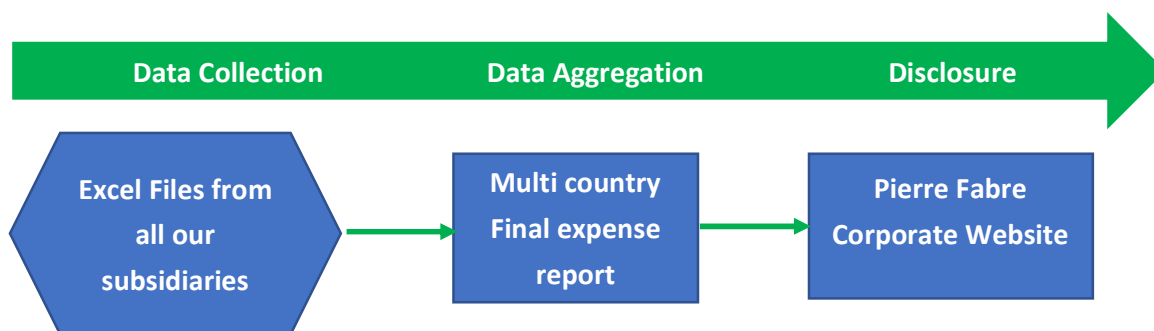 Data Collection
Data Aggregation
Disclosure
Excel Files from
all our
subsidiaries
Multi country
Final expense
report
Pierre Fabre
Corporate Website